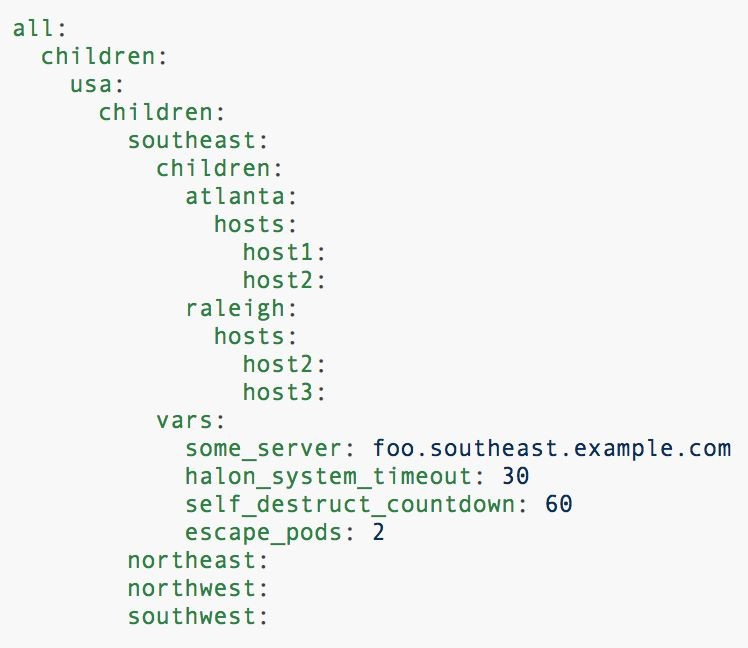 all:
  children:
    usa:
      children:
        southeast:
          children:
            atlanta:
              hosts:
                host1:
                host2:
            raleigh:
              hosts:
                host2:
                host3:
          vars:
            some_server: foo.southeast.example.com
            halon_system_timeout: 30
            self_destruct_countdown: 60
            escape_pods: 2
        northeast:
        northwest:
        southwest: